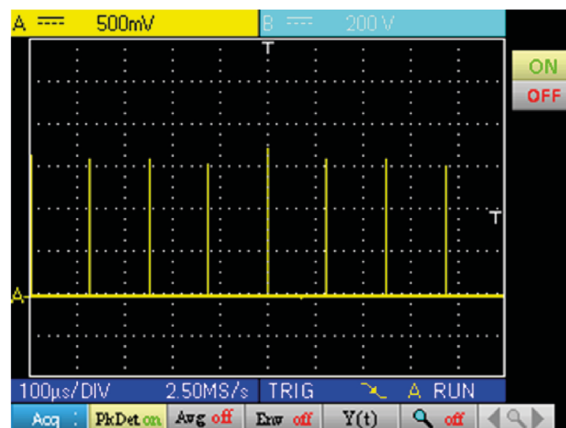 A 500mV B 200 V
T
ON
OFF
T
A
100µs/DIV 2.50MS/s TRIG A RUN
Acq : PkDet on Avg off Env off Y(t) off